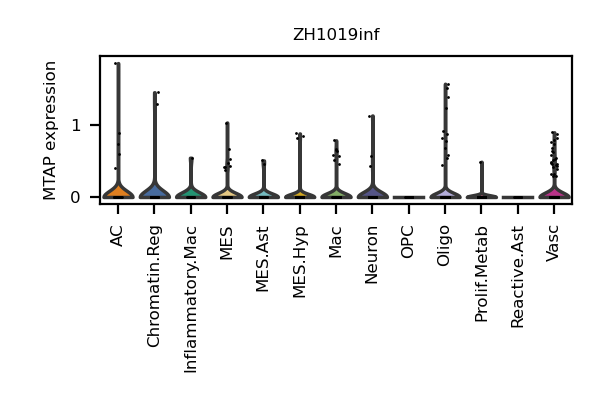 ZH1019inf
MTAP expression
1
0
AC
Chromatin.Reg
Inflammatory.Mac
MES
MES.Ast
MES.Hyp
Mac
Neuron
OPC
Oligo
Prolif.Metab
Reactive.Ast
Vasc